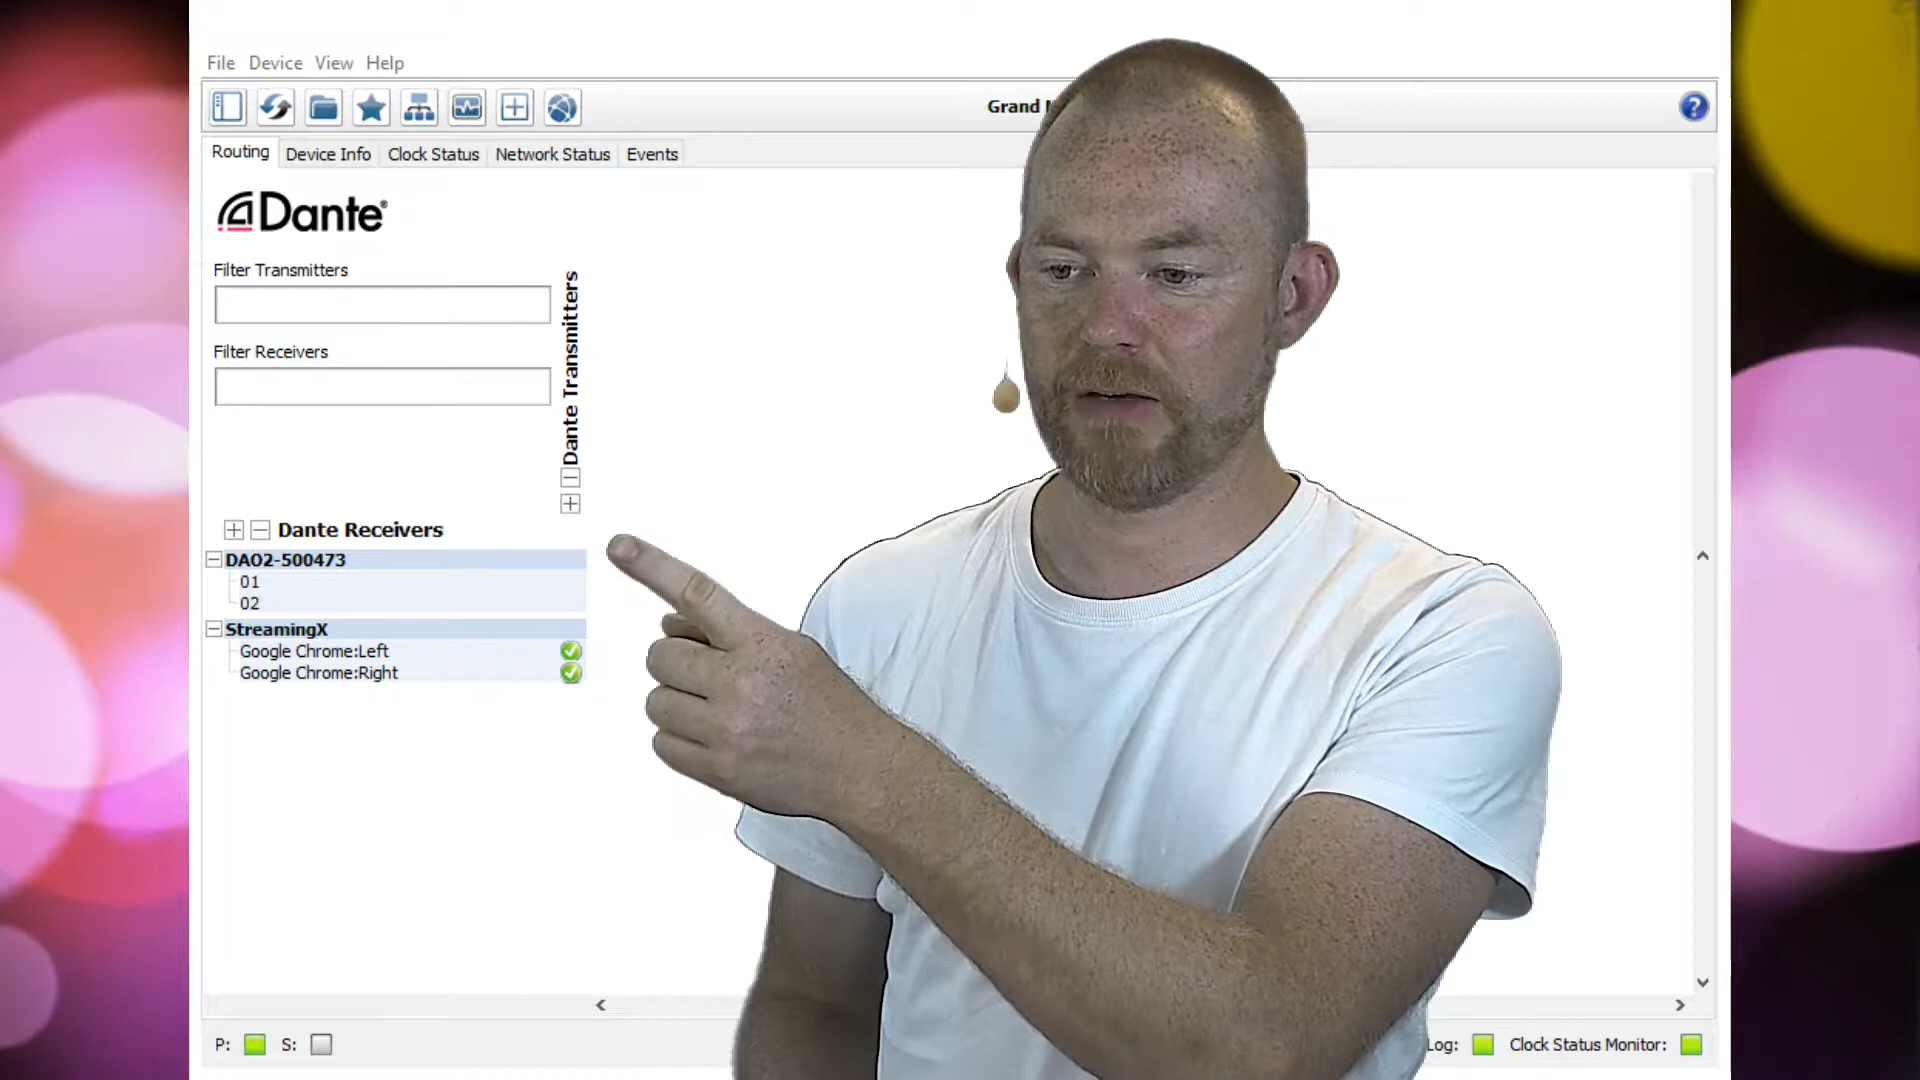 File Device View Help
Grand
Routing Device Info Clock Status Network Status Events
Dante®
Filter Transmitters
Filter Receivers
Dante Transmitters
Dante Receivers
DAO2-500473
01
02
StreamingX
Google Chrome:Left
Google Chrome:Right
P: S: Log: Clock Status Monitor: